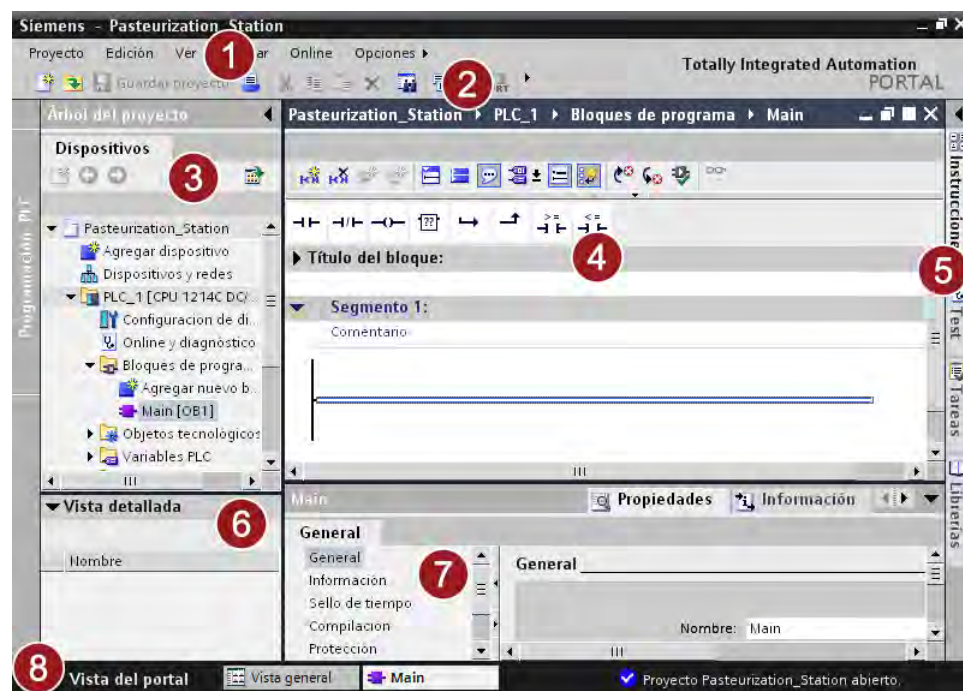 Siemens - Pasteurization_Station
Proyecto Edición Ver ar Online Opciones
1
Totally Integrated Automation
PORTAL
Guardar proyecto
2
Árbol del proyecto
Pasteurization_Station PLC_1 Bloques de programa Main
Dispositivos
3
Pasteurization_Station
Agregar dispositivo
Dispositivos y redes
PLC_1 [CPU 1214C DC/
Configuración de di..
Online y diagnóstico
Bloques de progra...
Agregar nuevo b..
Main [OB1]
Objetos tecnológicos
Variables PLC
Programación PLC
4
Título del bloque:
Segmento 1:
Comentario
Instrucciones
5
Test
Tareas
Librerías
Vista detallada
6
Nombre
Main
Propiedades
Información
General
General
Información
Sello de tiempo
Compilación
Protección
7
General
Nombre: Main
8
Vista del portal
Vista general
Main
Proyecto Pasteurization_Station abierto.